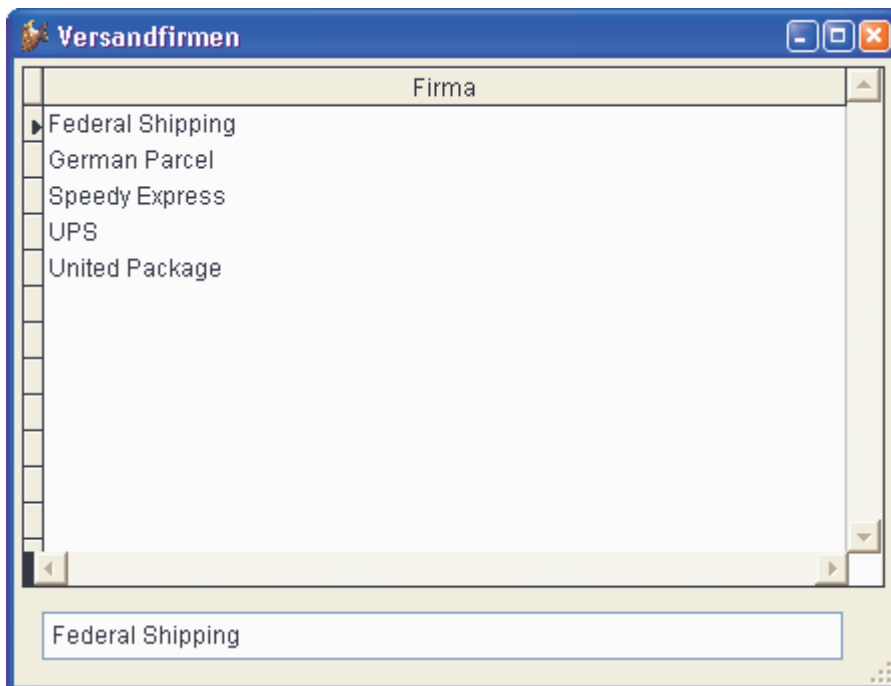 Versandfirmen
Firma
Federal Shipping
German Parcel
Speedy Express
UPS
United Package
Federal Shipping